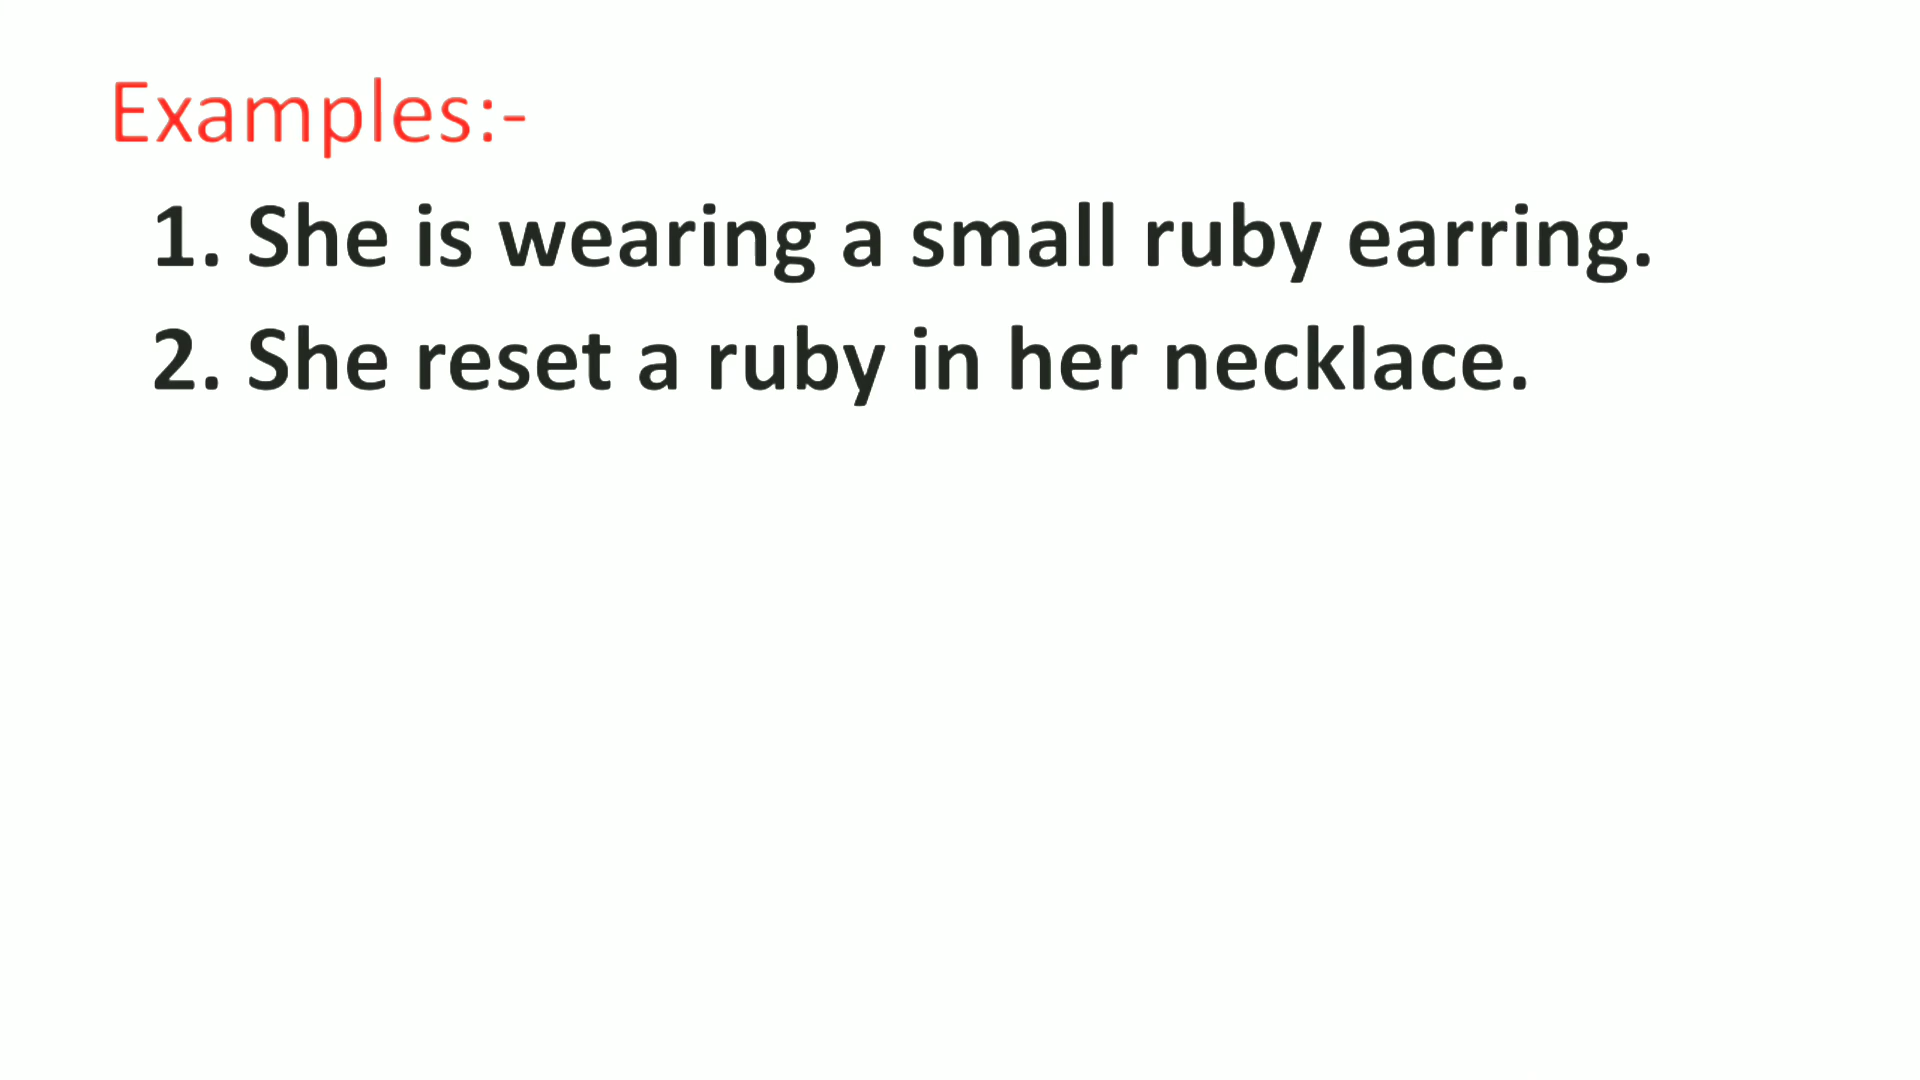 Examples:-
1. She is wearing a small ruby earring.
2. She reset a ruby in her necklace.